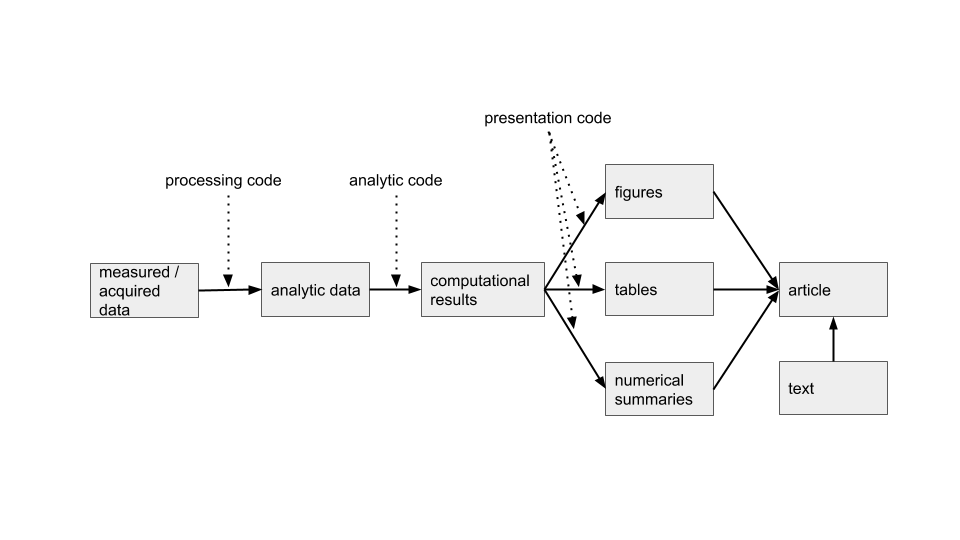 presentation code
processing code
analytic code
figures
measured /
acquired
data
analytic data
computational
results
tables
article
numerical
summaries
text